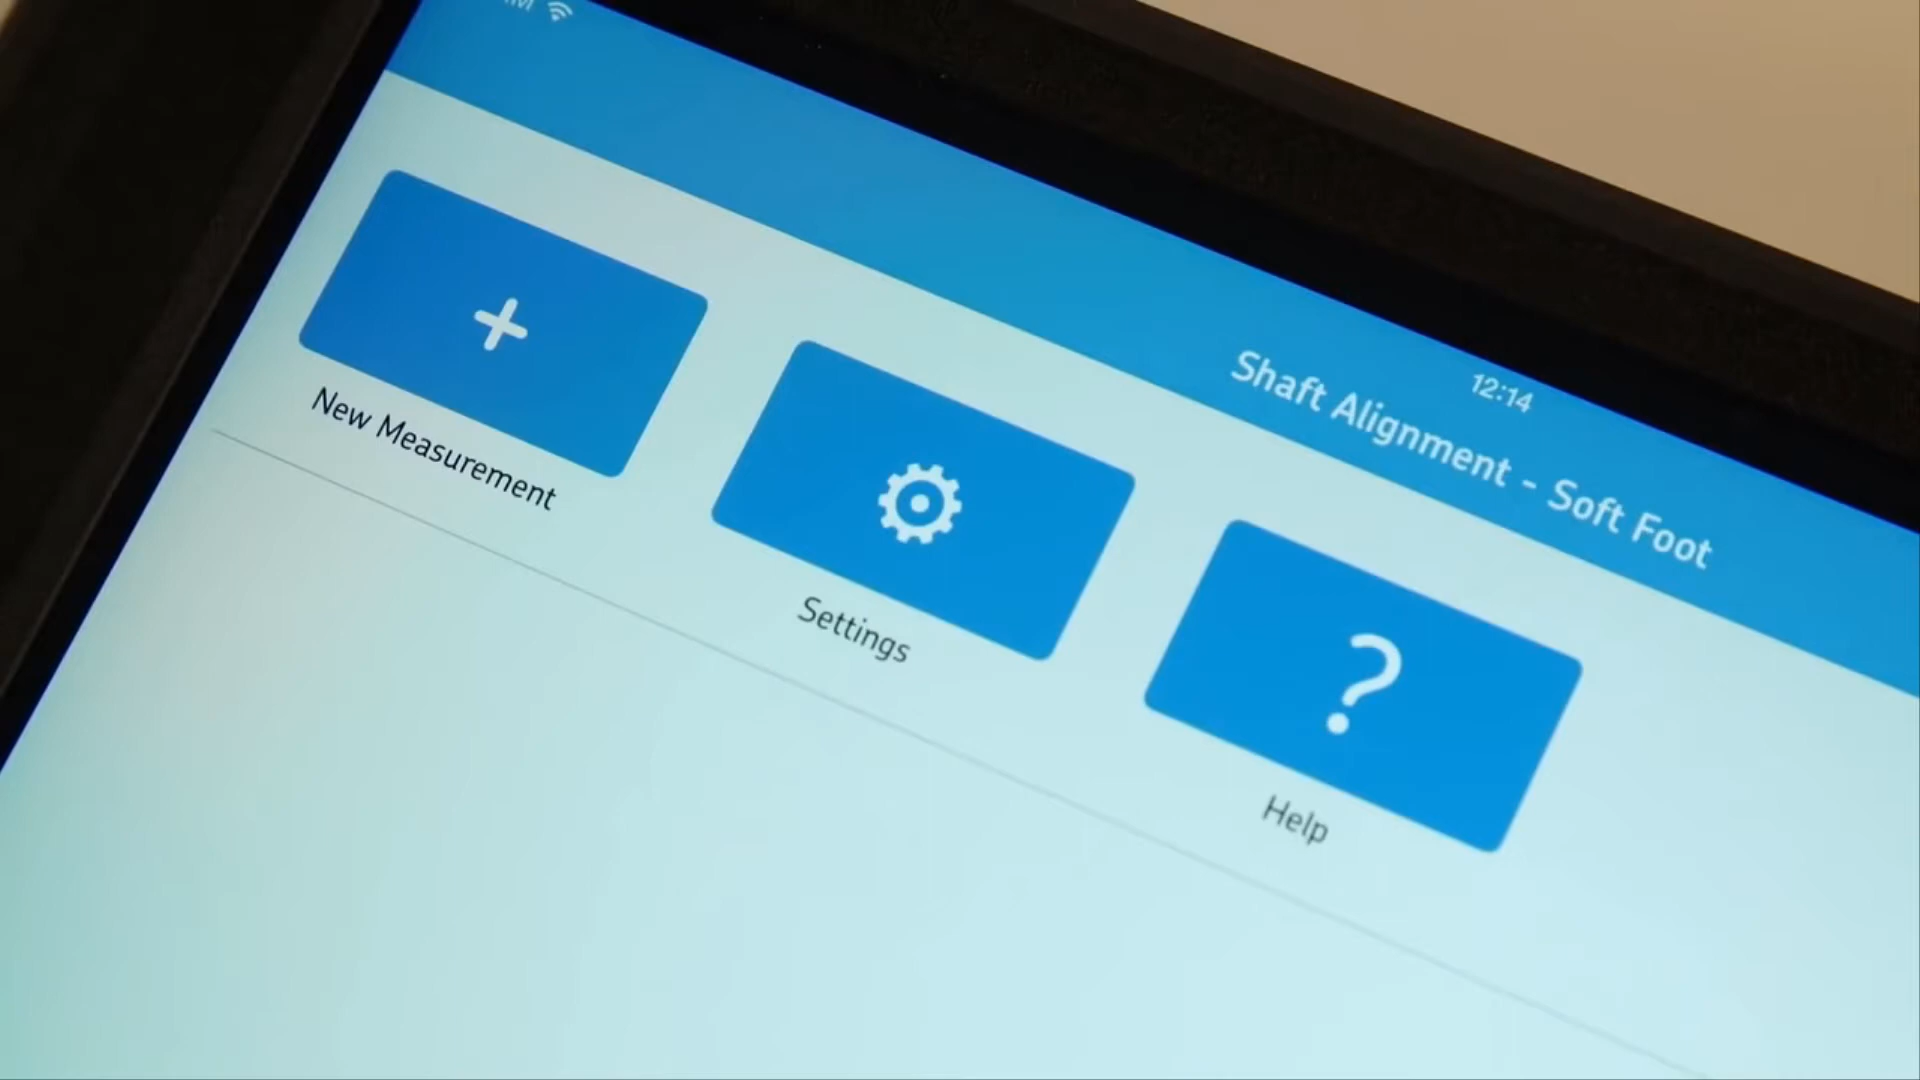 12:14
Shaft Alignment - Soft Foot
New Measurement
Settings
Help